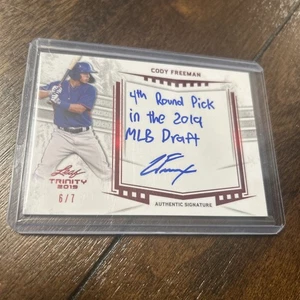 CODY FREEMAN
4th Round Pick
in the 2019
MLB Draft
Leaf
TRINITY
2019
6/7
AUTHENTIC SIGNATURE